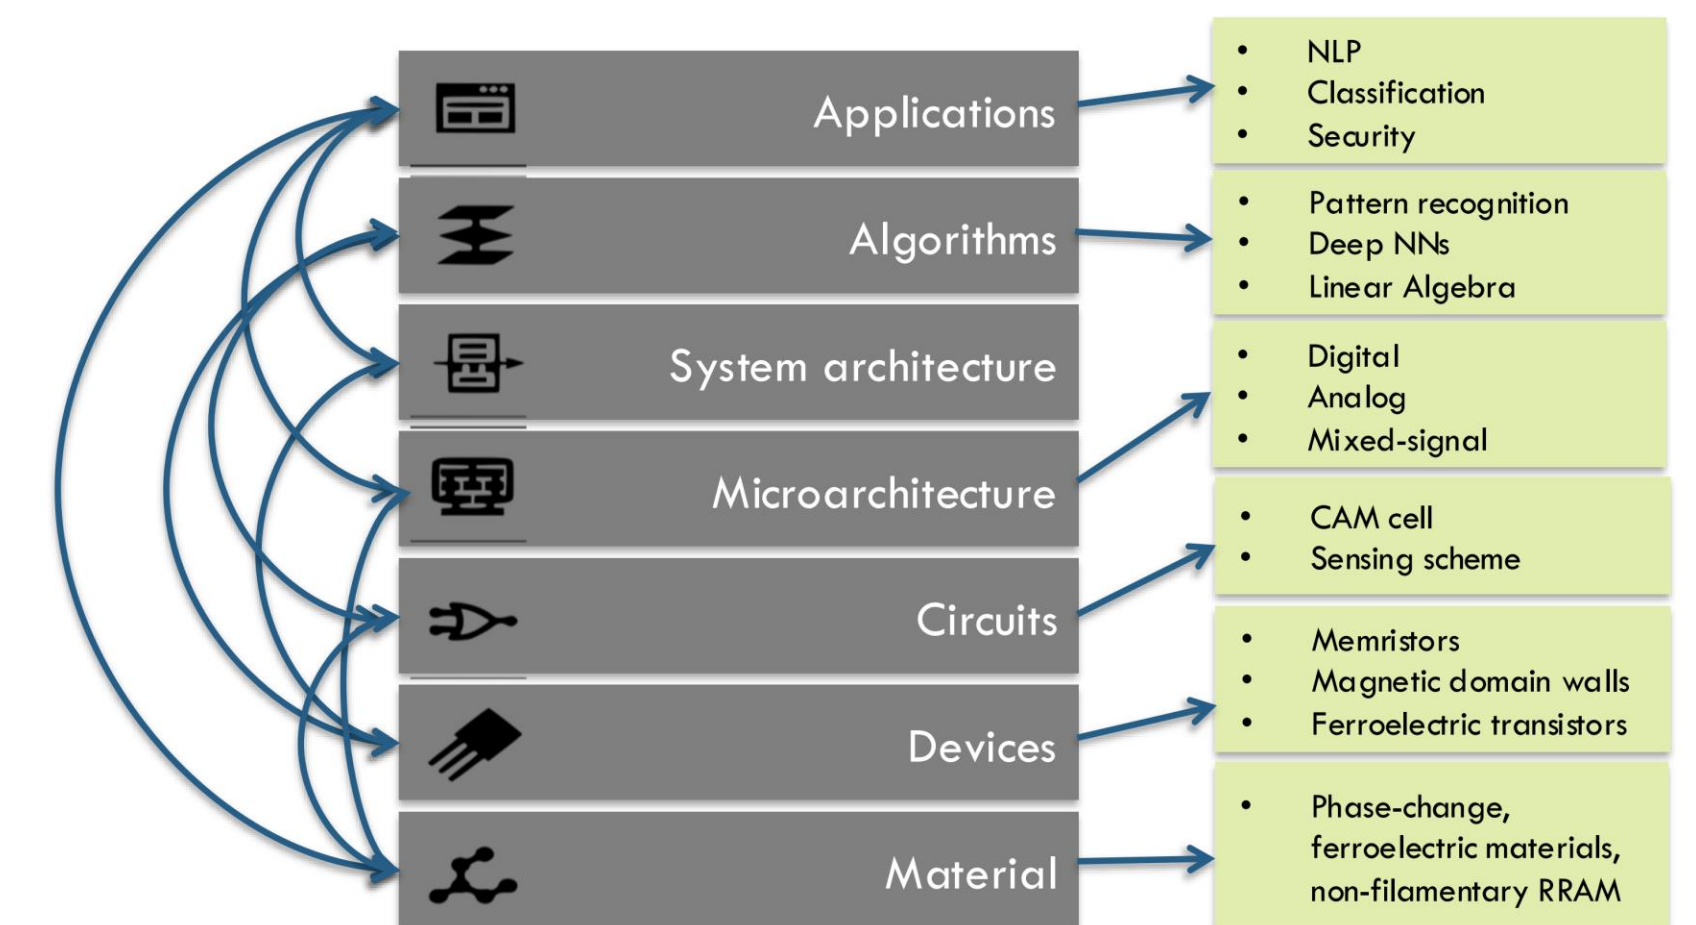 Applications
• NLP
• Classification
• Security
Algorithms
• Pattern recognition
• Deep NNs
• Linear Algebra
System architecture
• Digital
• Analog
• Mixed-signal
Microarchitecture
• CAM cell
• Sensing scheme
Circuits
• Memristors
• Magnetic domain walls
• Ferroelectric transistors
Devices
• Phase-change,
ferroelectric materials,
non-filamentary RRAM
Material